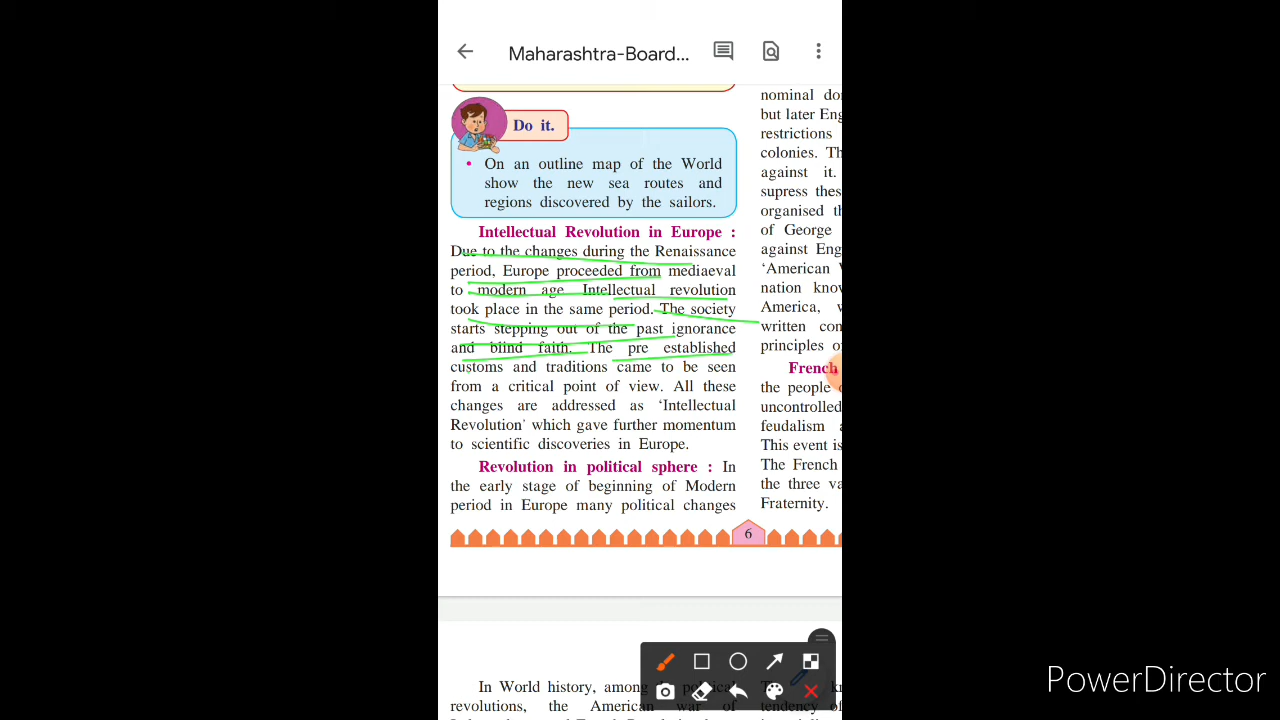 Maharashtra-Board...
Do it.
• On an outline map of the World
show the new sea routes and
regions discovered by the sailors.
Intellectual Revolution in Europe :
Due to the changes during the Renaissance
period, Europe proceeded from mediaeval
to modern age Intellectual revolution
took place in the same period. The society
starts stepping out of the past ignorance
and blind faith. The pre established
customs and traditions came to be seen
from a critical point of view. All these
changes are addressed as ‘Intellectual
Revolution’ which gave further momentum
to scientific discoveries in Europe.
Revolution in political sphere : In
the early stage of beginning of Modern
period in Europe many political changes
nominal
but later
restrictions
colonies.
against it.
supress
organised
of George
against
‘American
nation
America,
written
principles
French
the people
uncontrolled
feudalism
This event is
The French
the three
Fraternity.
6
In World history, among
revolutions, the American war of
tendency
PowerDirector